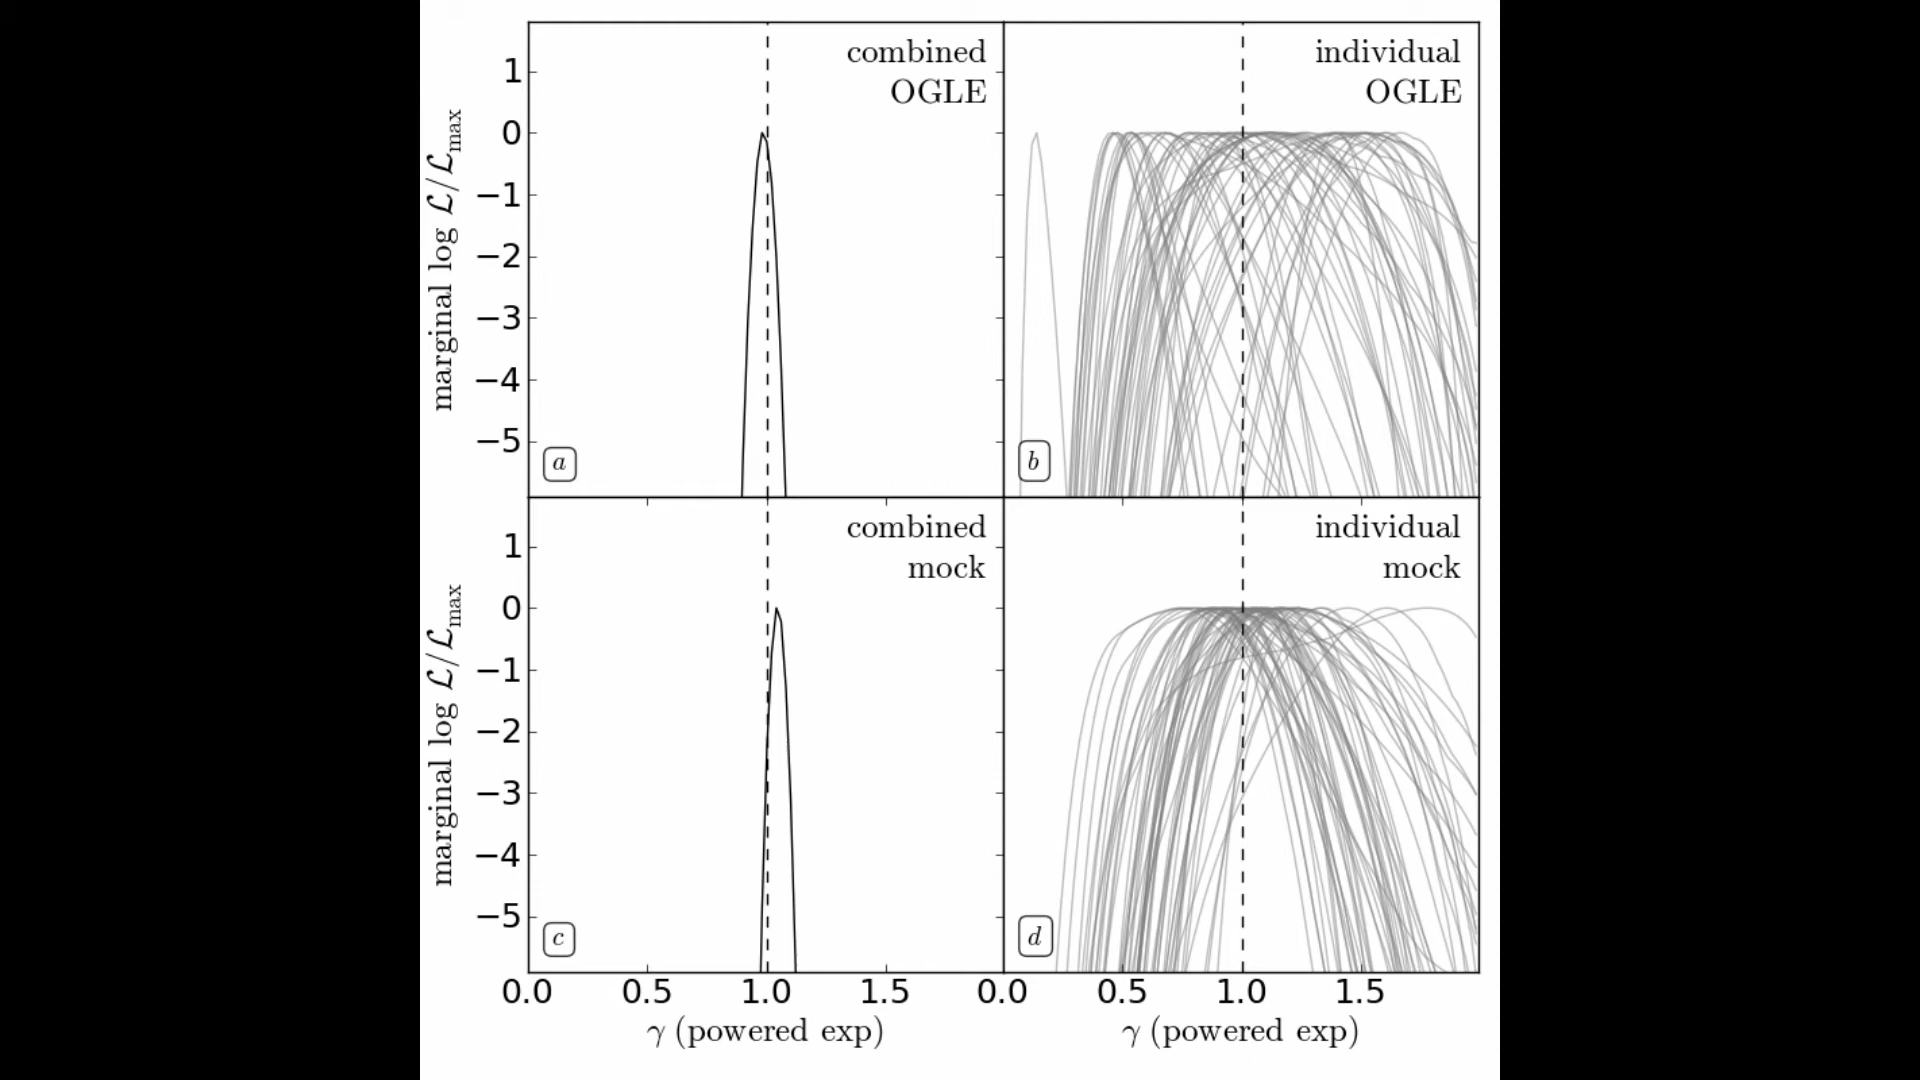 combined
OGLE
individual
OGLE
marginal log ℒ/ℒmax
1
0
−1
−2
−3
−4
−5
a
b
combined
mock
individual
mock
marginal log ℒ/ℒmax
1
0
−1
−2
−3
−4
−5
c
d
0.0 0.5 1.0 1.5 0.0 0.5 1.0 1.5
γ (powered exp)
γ (powered exp)